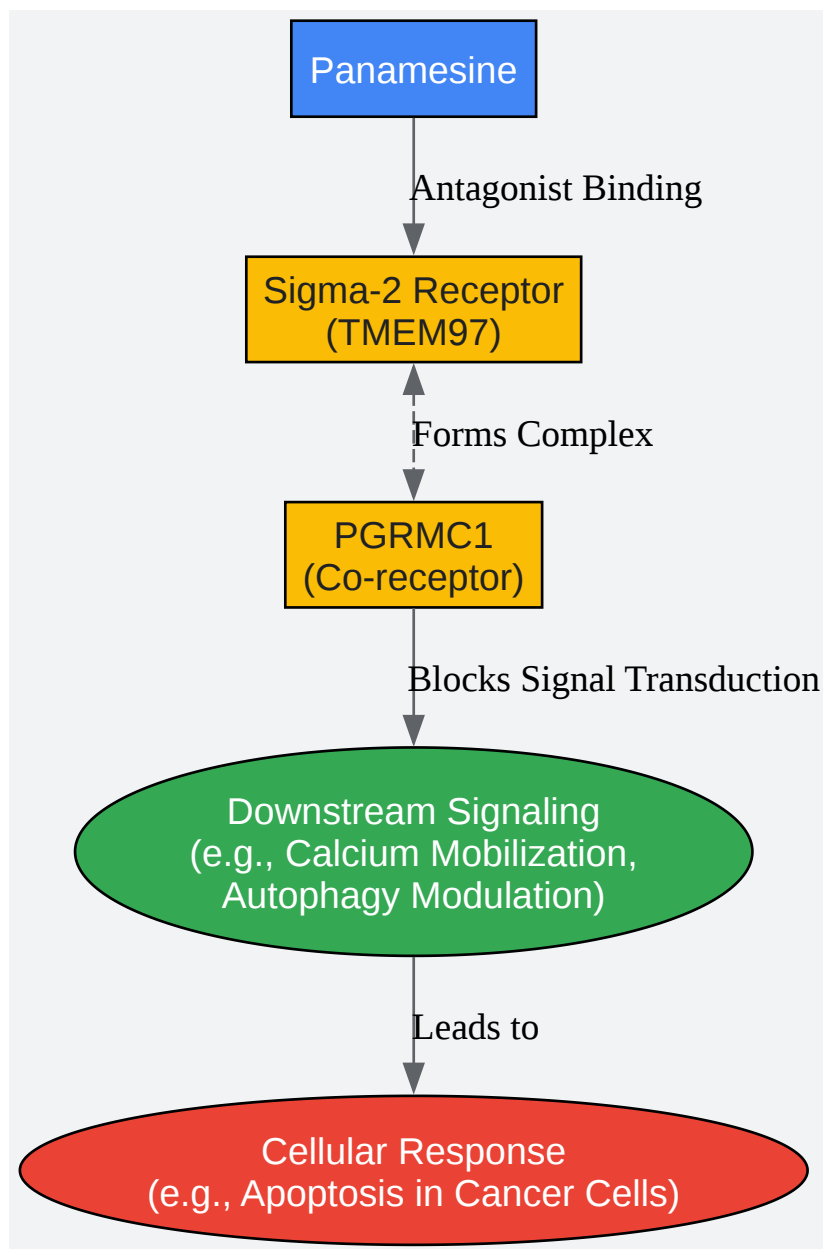 Panamesine
Antagonist Binding
Sigma-2 Receptor
(TMEM97)
Forms Complex
PGRMC1
(Co-receptor)
Blocks Signal Transduction
Downstream Signaling
(e.g., Calcium Mobilization,
Autophagy Modulation)
Leads to
Cellular Response
(e.g., Apoptosis in Cancer Cells)